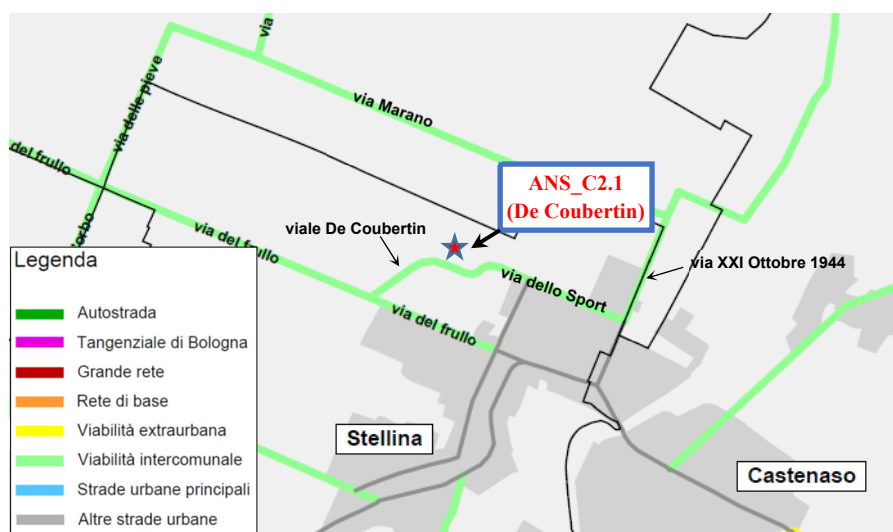 via
via delle pieve
via Marano
del frullo
ANS_C2.1
(De Coubertin)
via del frullo
viale De Coubertin
via XXI Ottobre 1944
via dello Sport
via del frullo
Legenda
Autostrada
Tangenziale di Bologna
Grande rete
Rete di base
Viabilità extraurbana
Viabilità intercomunale
Strade urbane principali
Altre strade urbane
Stellina
Castenaso